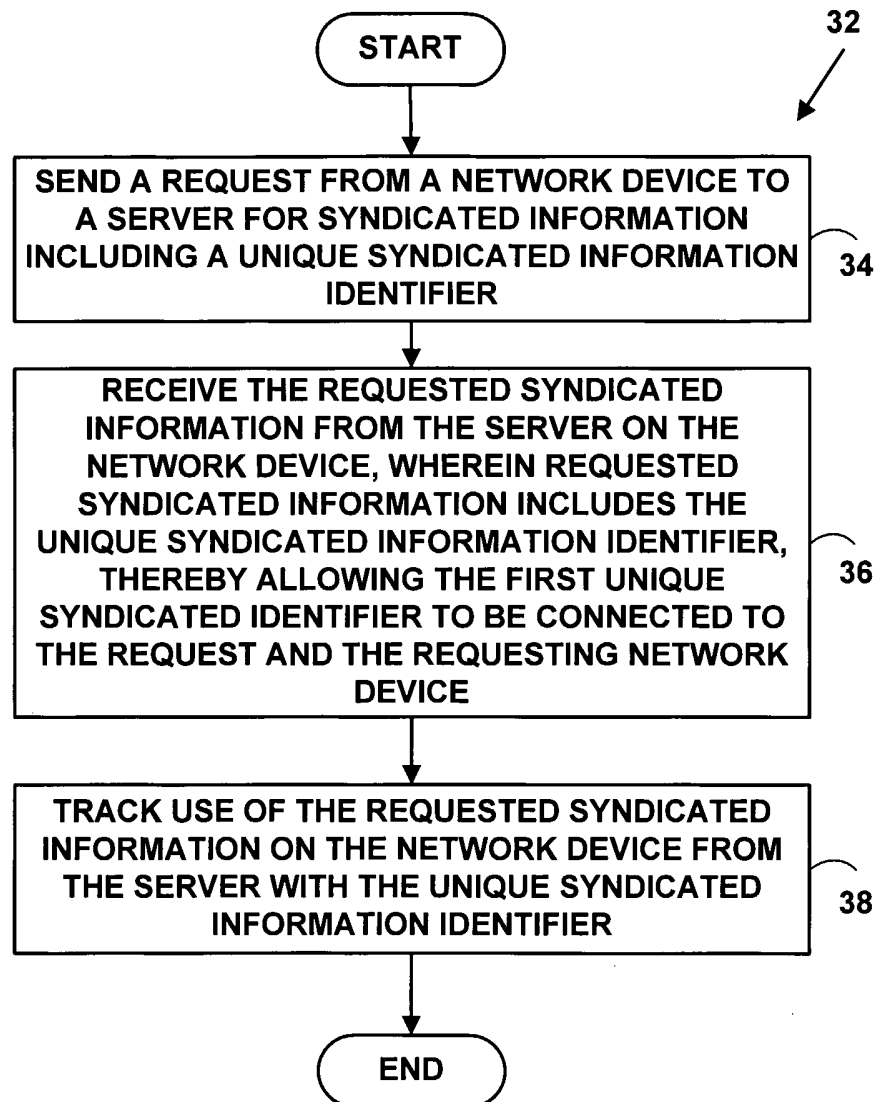 32
START
SEND A REQUEST FROM A NETWORK DEVICE TO
A SERVER FOR SYNDICATED INFORMATION
INCLUDING A UNIQUE SYNDICATED INFORMATION
IDENTIFIER
34
RECEIVE THE REQUESTED SYNDICATED
INFORMATION FROM THE SERVER ON THE
NETWORK DEVICE, WHEREIN REQUESTED
SYNDICATED INFORMATION INCLUDES THE
UNIQUE SYNDICATED INFORMATION IDENTIFIER,
THEREBY ALLOWING THE FIRST UNIQUE
SYNDICATED IDENTIFIER TO BE CONNECTED TO
THE REQUEST AND THE REQUESTING NETWORK
DEVICE
36
TRACK USE OF THE REQUESTED SYNDICATED
INFORMATION ON THE NETWORK DEVICE FROM
THE SERVER WITH THE UNIQUE SYNDICATED
INFORMATION IDENTIFIER
38
END